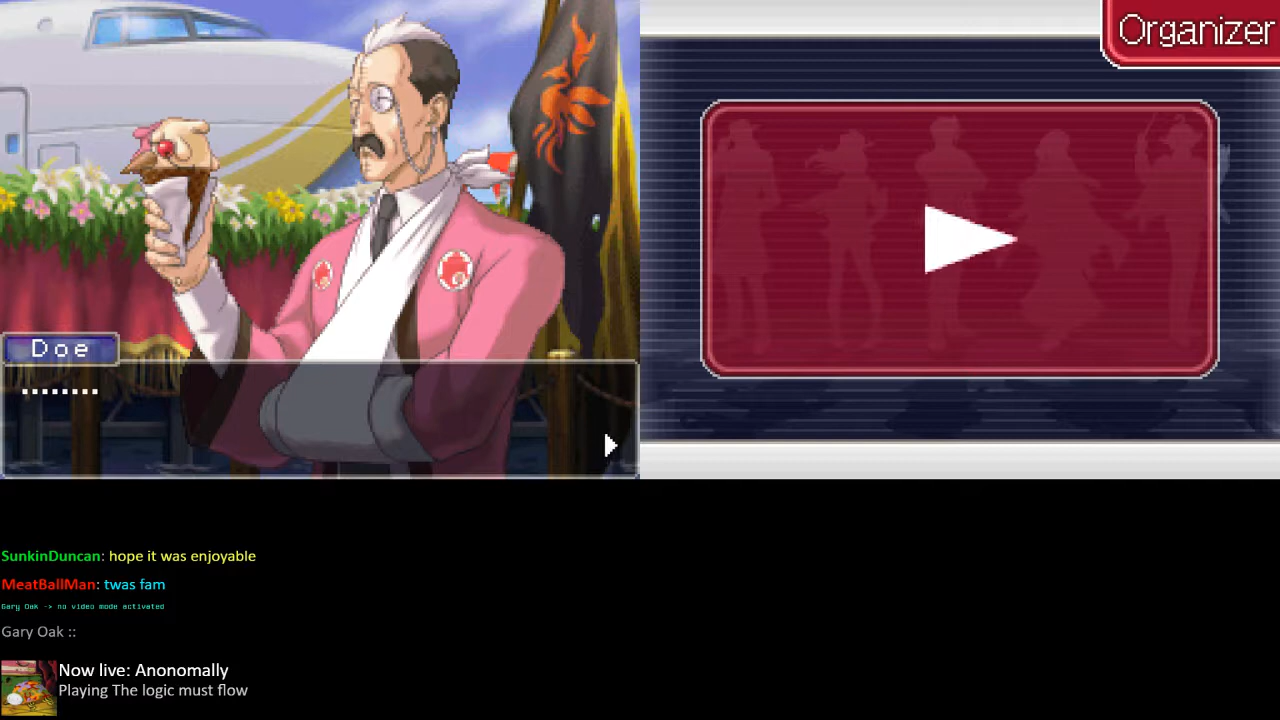 Organizer
Doe
........
SunkinDuncan: hope it was enjoyable
MeatBallMan: twas fam
Gary Oak -> no video mode activated
Gary Oak ::
Now live: Anonomally
Playing The logic must flow